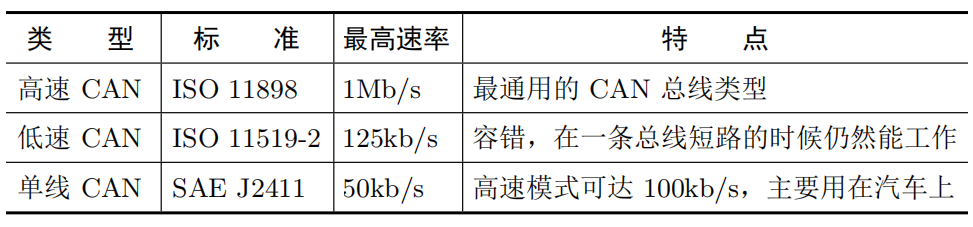 类 型 标 准 最高速率 特 点
高速 CAN ISO 11898 1Mb/s 最通用的 CAN 总线类型
低速 CAN ISO 11519-2 125kb/s 容错，在一条总线短路的时候仍然能工作
单线 CAN SAE J2411 50kb/s 高速模式可达 100kb/s，主要用在汽车上